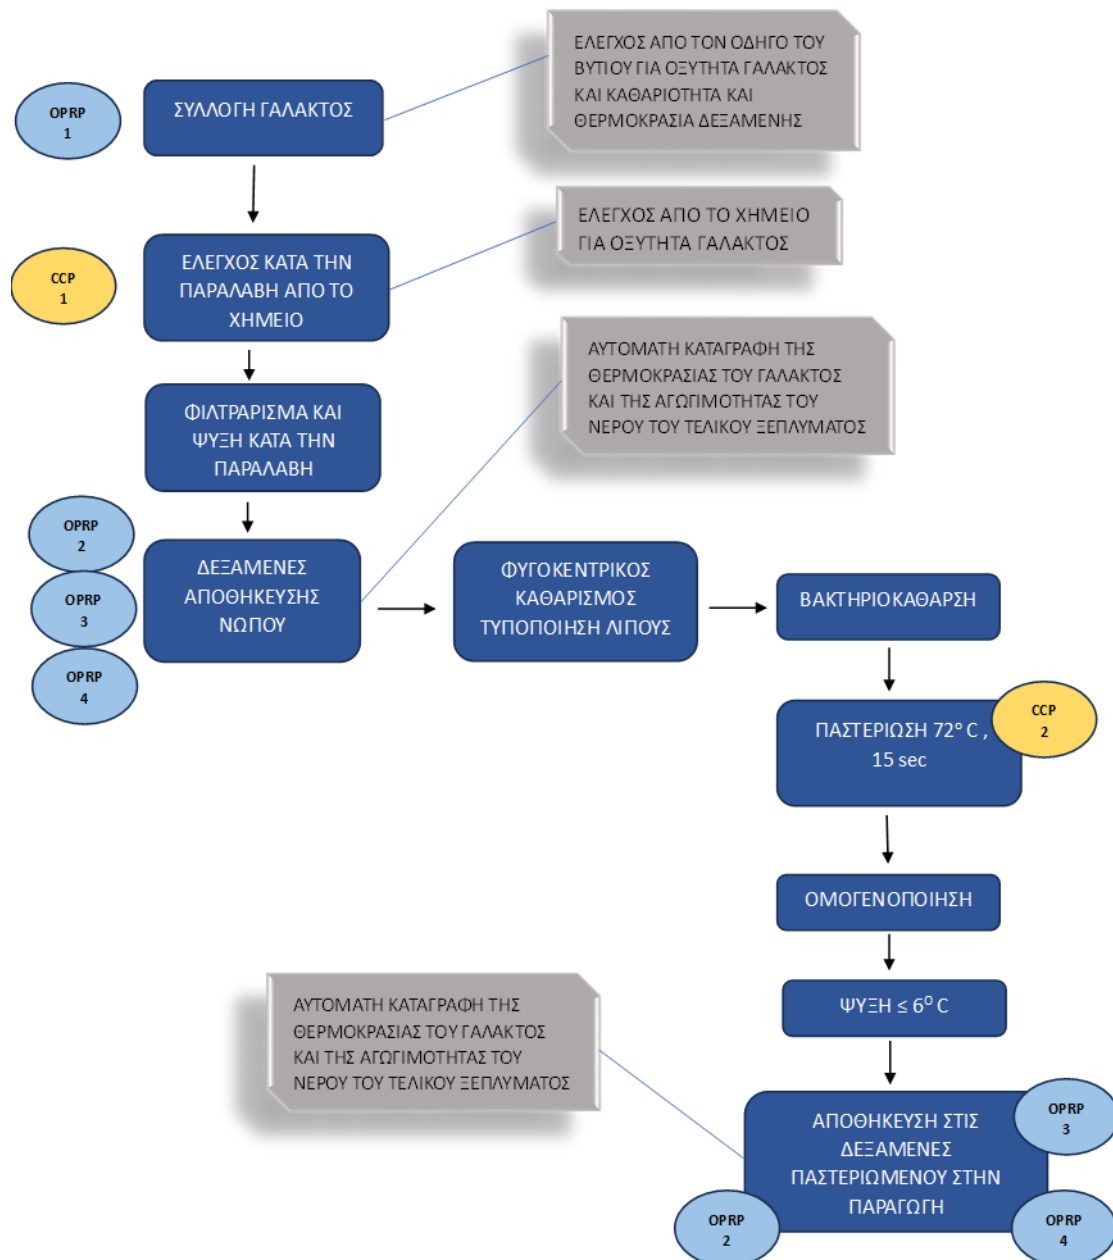 OPRP
1
ΣΥΛΛΟΓΗ ΓΑΛΑΚΤΟΣ
ΕΛΕΓΧΟΣ ΑΠΟ ΤΟΝ ΟΔΗΓΟ ΤΟΥ
ΒΥΤΙΟΥ ΓΙΑ ΟΞΥΤΗΤΑ ΓΑΛΑΚΤΟΣ
ΚΑΙ ΚΑΘΑΡΙΟΤΗΤΑ ΚΑΙ
ΘΕΡΜΟΚΡΑΣΙΑ ΔΕΞΑΜΕΝΗΣ
CCP
1
ΕΛΕΓΧΟΣ ΚΑΤΑ ΤΗΝ
ΠΑΡΑΛΑΒΗ ΑΠΟ ΤΟ
ΧΗΜΕΙΟ
ΕΛΕΓΧΟΣ ΑΠΟ ΤΟ ΧΗΜΕΙΟ
ΓΙΑ ΟΞΥΤΗΤΑ ΓΑΛΑΚΤΟΣ
ΦΙΛΤΡΑΡΙΣΜΑ ΚΑΙ
ΨΥΞΗ ΚΑΤΑ ΤΗΝ
ΠΑΡΑΛΑΒΗ
ΑΥΤΟΜΑΤΗ ΚΑΤΑΓΡΑΦΗ ΤΗΣ
ΘΕΡΜΟΚΡΑΣΙΑΣ ΤΟΥ ΓΑΛΑΚΤΟΣ
ΚΑΙ ΤΗΣ ΑΓΩΓΙΜΟΤΗΤΑΣ ΤΟΥ
ΝΕΡΟΥ ΤΟΥ ΤΕΛΙΚΟΥ ΞΕΠΛΥΜΑΤΟΣ
OPRP
2
OPRP
3
OPRP
4
ΔΕΞΑΜΕΝΕΣ
ΑΠΟΘΗΚΕΥΣΗΣ
ΝΩΠΟΥ
ΦΥΓΟΚΕΝΤΡΙΚΟΣ
ΚΑΘΑΡΙΣΜΟΣ
ΤΥΠΟΠΟΙΗΣΗ ΛΙΠΟΥΣ
ΒΑΚΤΗΡΙΟΚΑΘΑΡΣΗ
ΠΑΣΤΕΡΙΩΣΗ 72° C ,
15 sec
CCP
2
ΟΜΟΓΕΝΟΠΟΙΗΣΗ
ΨΥΞΗ ≤ 6⁰ C
ΑΥΤΟΜΑΤΗ ΚΑΤΑΓΡΑΦΗ ΤΗΣ
ΘΕΡΜΟΚΡΑΣΙΑΣ ΤΟΥ ΓΑΛΑΚΤΟΣ
ΚΑΙ ΤΗΣ ΑΓΩΓΙΜΟΤΗΤΑΣ ΤΟΥ
ΝΕΡΟΥ ΤΟΥ ΤΕΛΙΚΟΥ ΞΕΠΛΥΜΑΤΟΣ
ΑΠΟΘΗΚΕΥΣΗ ΣΤΙΣ
ΔΕΞΑΜΕΝΕΣ
ΠΑΣΤΕΡΙΩΜΕΝΟΥ ΣΤΗΝ
ΠΑΡΑΓΩΓΗ
OPRP
3
OPRP
2
OPRP
4